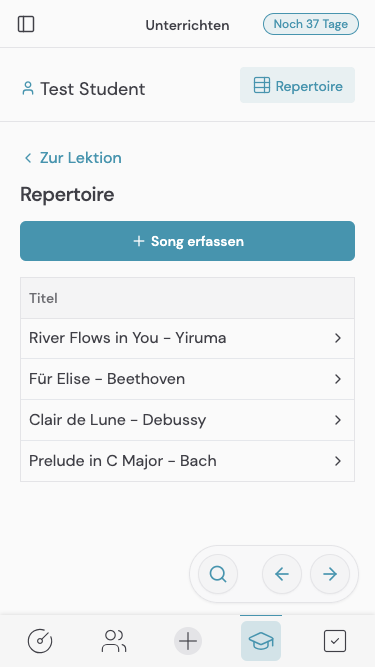 Unterrichten
Noch 37 Tage
Test Student
Repertoire
Zur Lektion
Repertoire
Song erfassen
Titel
River Flows in You – Yiruma
Für Elise – Beethoven
Clair de Lune – Debussy
Prelude in C Major – Bach